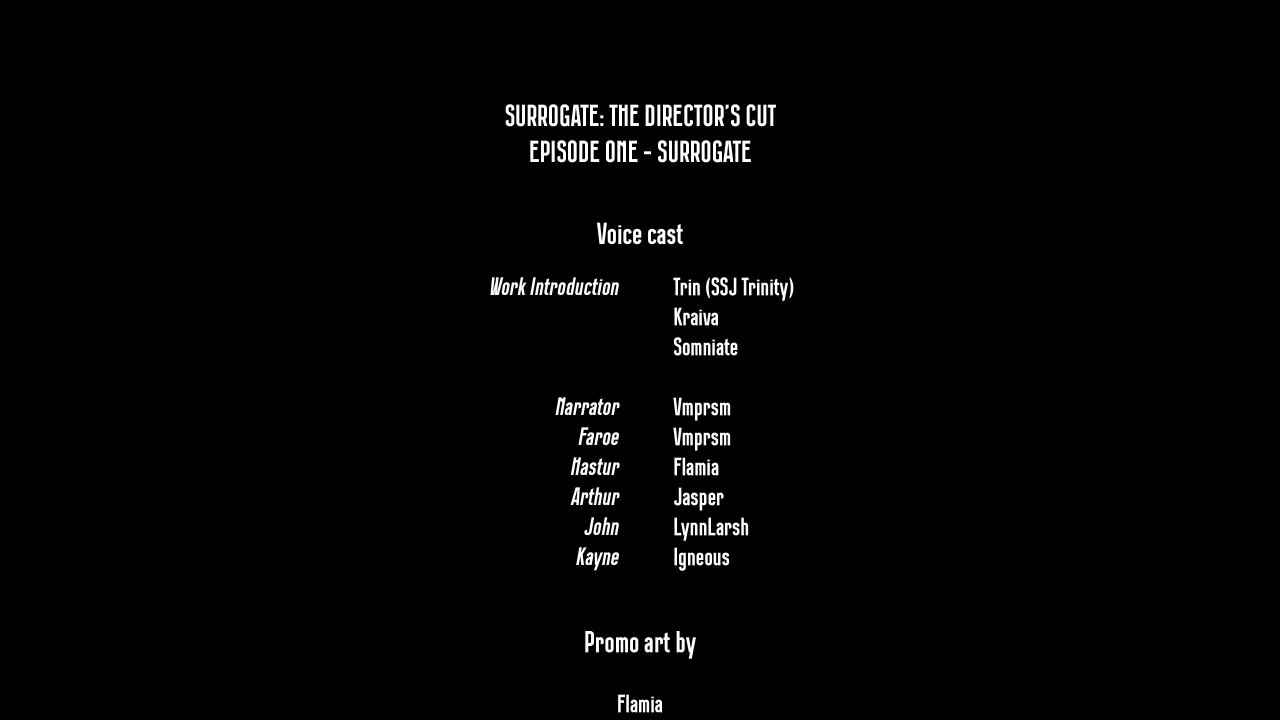 SURROGATE: THE DIRECTOR'S CUT
EPISODE ONE - SURROGATE
Voice cast
Work Introduction Trin (SSJ Trinity)
Kraiva
Somniate
Narrator Vmprsm
Faroe Vmprsm
Hastur Flamia
Arthur Jasper
John LynnLarsh
Kayne Igneous
Promo art by
Flamia